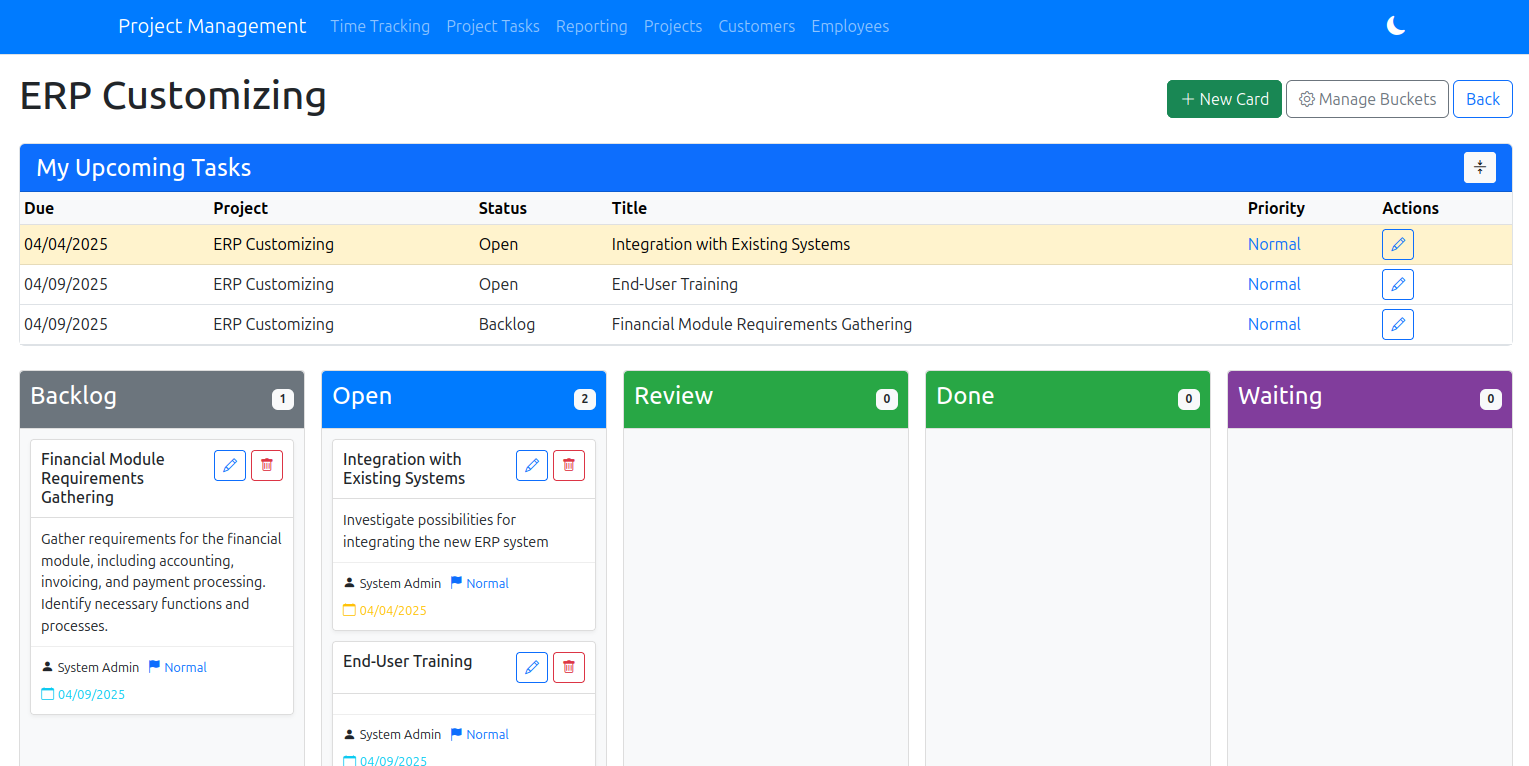 Project Management Time Tracking Project Tasks Reporting Projects Customers Employees
ERP Customizing
+ New Card Manage Buckets Back
My Upcoming Tasks
Due Project Status Title Priority Actions
04/04/2025 ERP Customizing Open Integration with Existing Systems Normal
04/09/2025 ERP Customizing Open End-User Training Normal
04/09/2025 ERP Customizing Backlog Financial Module Requirements Gathering Normal
Backlog 1
Financial Module
Requirements
Gathering
Gather requirements for the financial
module, including accounting,
invoicing, and payment processing.
Identify necessary functions and
processes.
System Admin Normal
04/09/2025
Open 2
Integration with
Existing Systems
Investigate possibilities for
integrating the new ERP system
System Admin Normal
04/04/2025
End-User Training
System Admin Normal
04/09/2025
Review 0
Done 0
Waiting 0